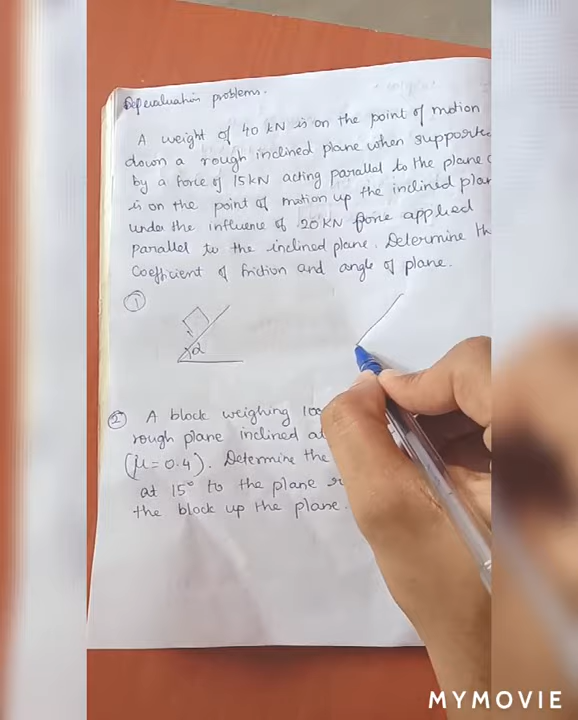 evaluation problems.
A weight of 40 kN is on the point of motion
down a rough inclined plane when supporte
by a force of 15 kN acting parallel to the plane
is on the point of motion up the inclined plan
under the influence of 20 KN force applied
parallel to the inclined plane. Determine th
Coefficient of friction and angle of plane.
①
α
② A block weighing 100
rough plane inclined at
(μ = 0.4). Determine the
at 15° to the plane
the block up the plane.
MYMOVIE